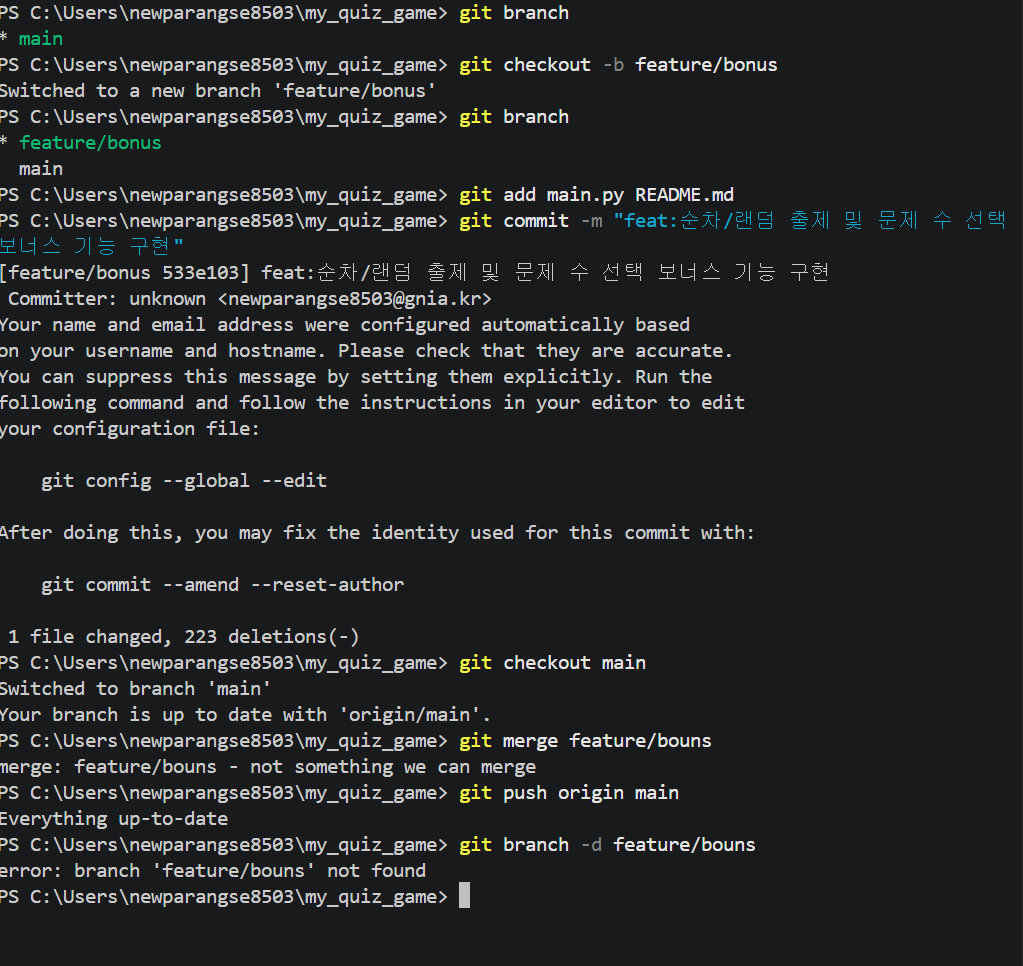 PS C:\Users\newparangse8503\my_quiz_game> git branch
* main
PS C:\Users\newparangse8503\my_quiz_game> git checkout -b feature/bonus
Switched to a new branch 'feature/bonus'
PS C:\Users\newparangse8503\my_quiz_game> git branch
* feature/bonus
  main
PS C:\Users\newparangse8503\my_quiz_game> git add main.py README.md
PS C:\Users\newparangse8503\my_quiz_game> git commit -m "feat:순차/랜덤 출제 및 문제 수 선택
보너스 기능 구현"
[feature/bonus 533e103] feat:순차/랜덤 출제 및 문제 수 선택 보너스 기능 구현
 Committer: unknown <newparangse8503@gnia.kr>
Your name and email address were configured automatically based
on your username and hostname. Please check that they are accurate.
You can suppress this message by setting them explicitly. Run the
following command and follow the instructions in your editor to edit
your configuration file:

    git config --global --edit

After doing this, you may fix the identity used for this commit with:

    git commit --amend --reset-author

 1 file changed, 223 deletions(-)
PS C:\Users\newparangse8503\my_quiz_game> git checkout main
Switched to branch 'main'
Your branch is up to date with 'origin/main'.
PS C:\Users\newparangse8503\my_quiz_game> git merge feature/bouns
merge: feature/bouns - not something we can merge
PS C:\Users\newparangse8503\my_quiz_game> git push origin main
Everything up-to-date
PS C:\Users\newparangse8503\my_quiz_game> git branch -d feature/bouns
error: branch 'feature/bouns' not found
PS C:\Users\newparangse8503\my_quiz_game>